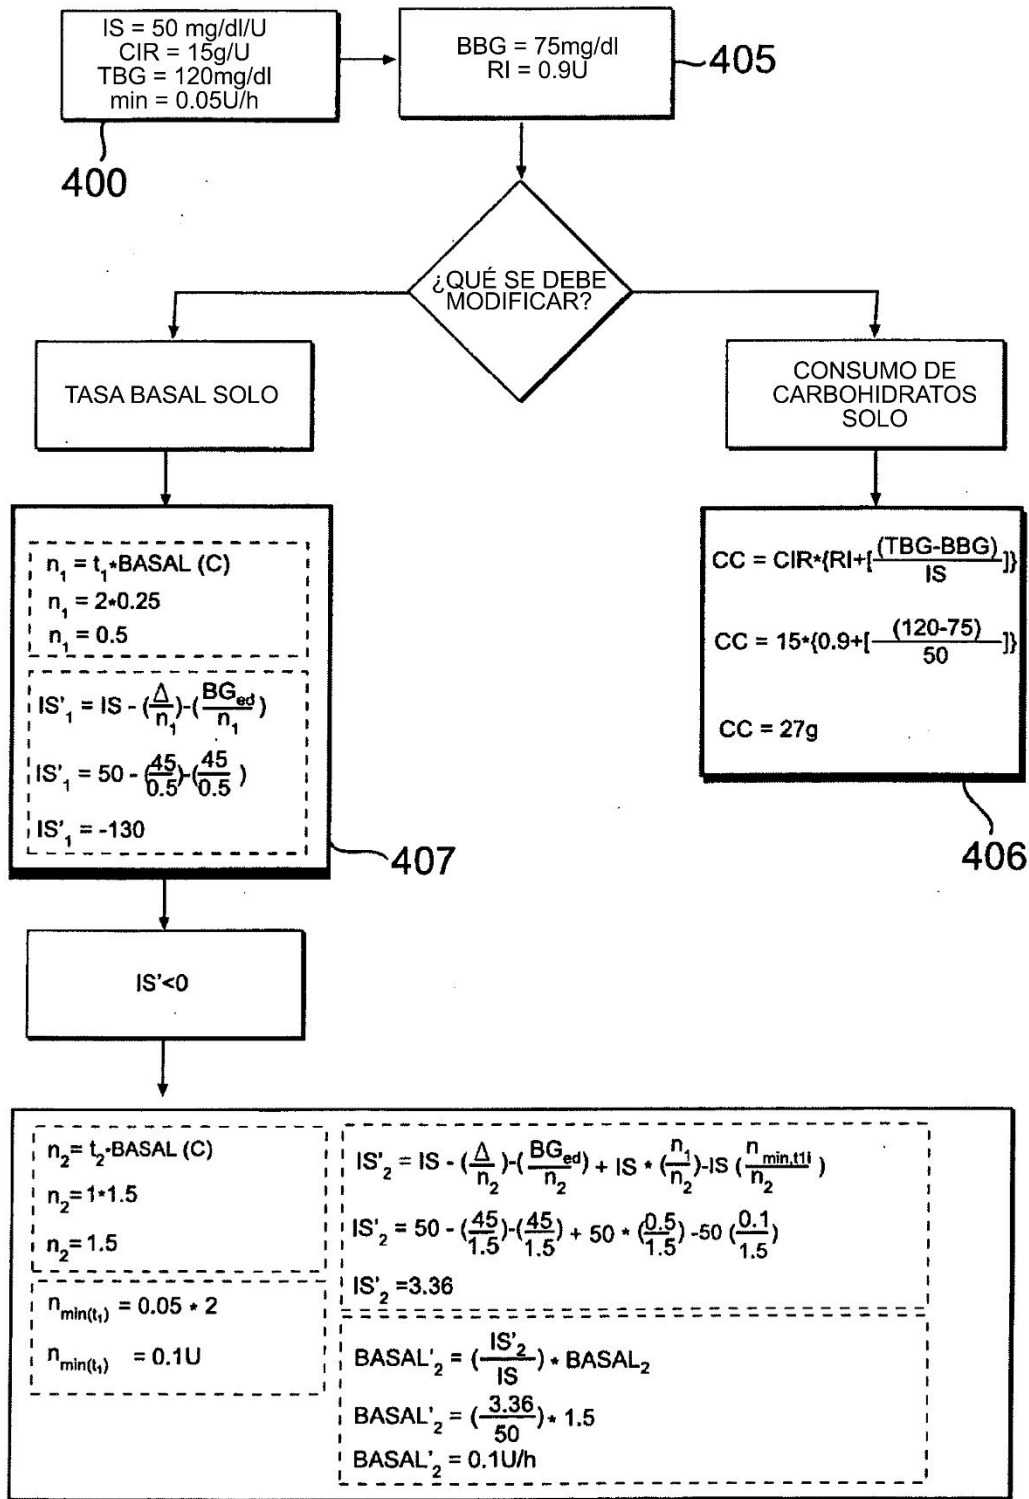 IS = 50 mg/dl/U
CIR = 15g/U
TBG = 120mg/dl
min = 0.05U/h
400
BBG = 75mg/dl
RI = 0.9U
405
¿QUÉ SE DEBE
MODIFICAR?
TASA BASAL SOLO
CONSUMO DE
CARBOHIDRATOS
SOLO
n₁ = t₁*BASAL (C)
n₁ = 2*0.25
n₁ = 0.5
IS'₁ = IS - (Δ/n₁)-(BG_ed/n₁)
IS'₁ = 50 - (45/0.5)-(45/0.5)
IS'₁ = -130
407
CC = CIR*{RI+[(TBG-BBG)/IS]}
CC = 15*{0.9+[(120-75)/50]}
CC = 27g
406
IS'<0
n₂= t₂*BASAL (C)
n₂= 1*1.5
n₂= 1.5
n_min(t₁) = 0.05 * 2
n_min(t₁) = 0.1U
IS'₂ = IS - (Δ/n₂)-(BG_ed/n₂) + IS * (n₁/n₂)-IS (n_min,t1i/n₂)
IS'₂ = 50 - (45/1.5)-(45/1.5) + 50 * (0.5/1.5) -50 (0.1/1.5)
IS'₂ =3.36
BASAL'₂ = (IS'₂/IS) * BASAL₂
BASAL'₂ = (3.36/50) * 1.5
BASAL'₂ = 0.1U/h